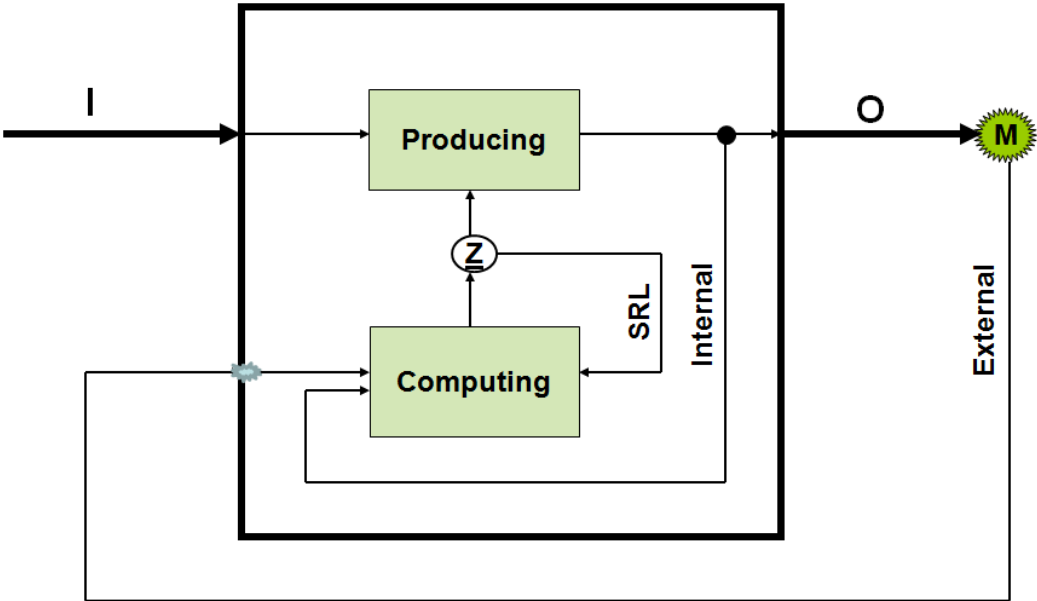 I
O
Producing
M
Z
SRL
Internal
External
Computing